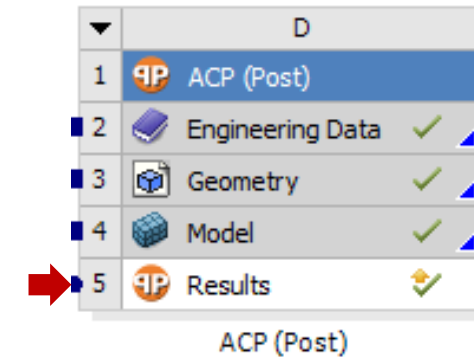 D
1 ACP (Post)
2 Engineering Data
3 Geometry
4 Model
5 Results
ACP (Post)